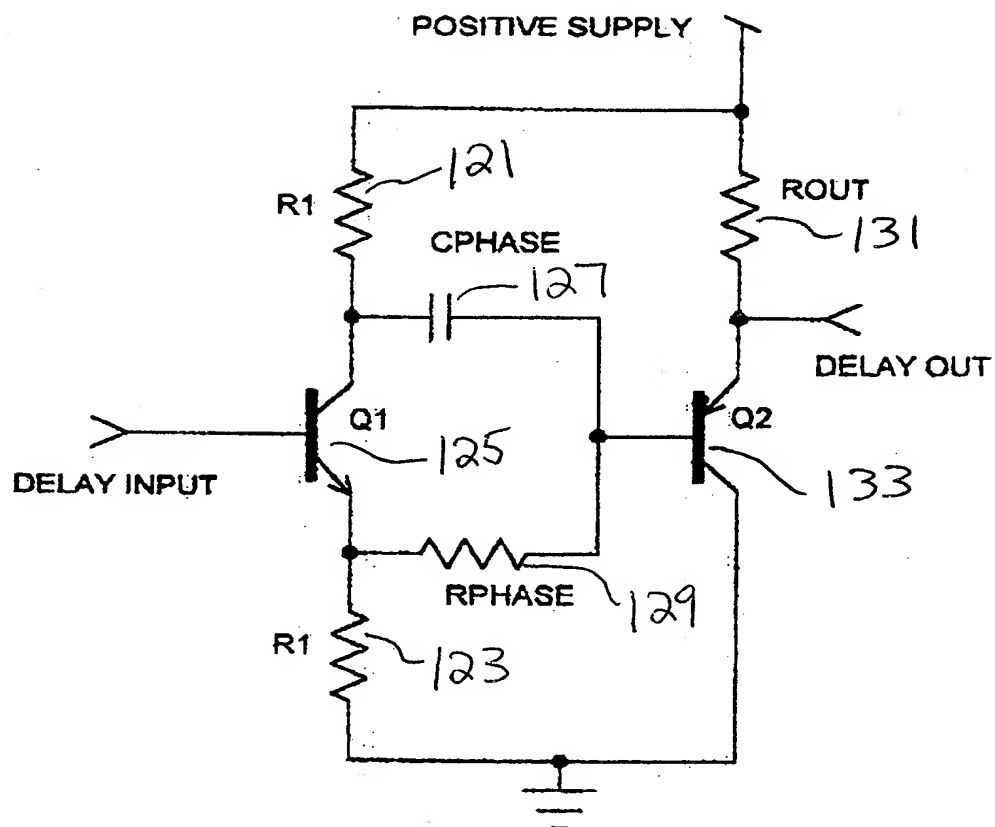 POSITIVE SUPPLY
121
R1
ROUT
131
CPHASE
127
DELAY OUT
Q1
Q2
125
DELAY INPUT
133
RPHASE
129
R1
123